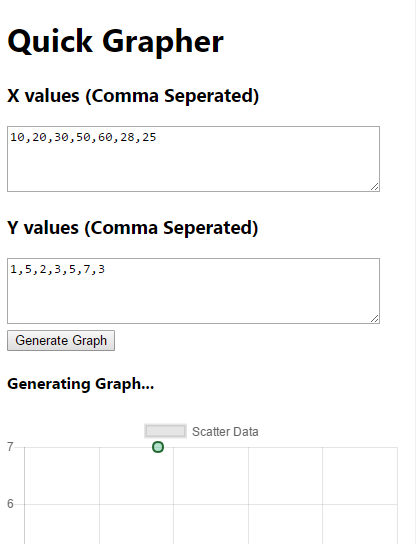 Quick Grapher
X values (Comma Seperated)
10,20,30,50,60,28,25
Y values (Comma Seperated)
1,5,2,3,5,7,3
Generate Graph
Generating Graph...
Scatter Data
7
6